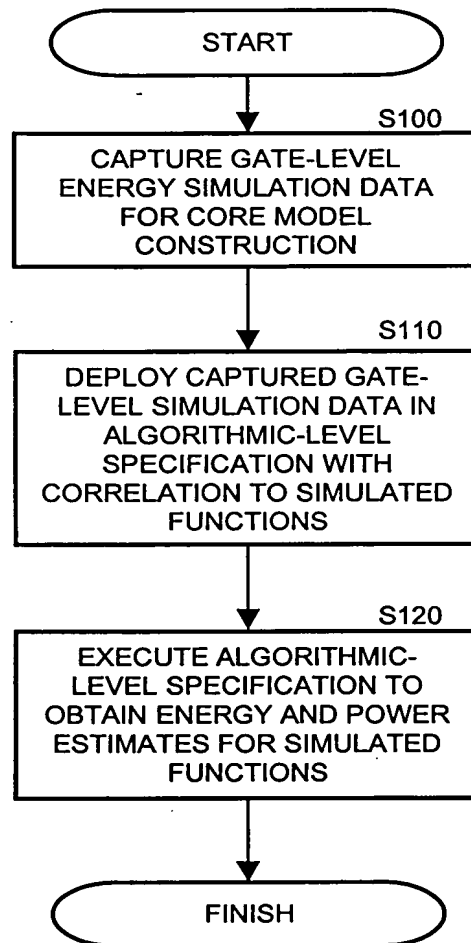 START
S100
CAPTURE GATE-LEVEL
ENERGY SIMULATION DATA
FOR CORE MODEL
CONSTRUCTION
S110
DEPLOY CAPTURED GATE-
LEVEL SIMULATION DATA IN
ALGORITHMIC-LEVEL
SPECIFICATION WITH
CORRELATION TO SIMULATED
FUNCTIONS
S120
EXECUTE ALGORITHMIC-
LEVEL SPECIFICATION TO
OBTAIN ENERGY AND POWER
ESTIMATES FOR SIMULATED
FUNCTIONS
FINISH